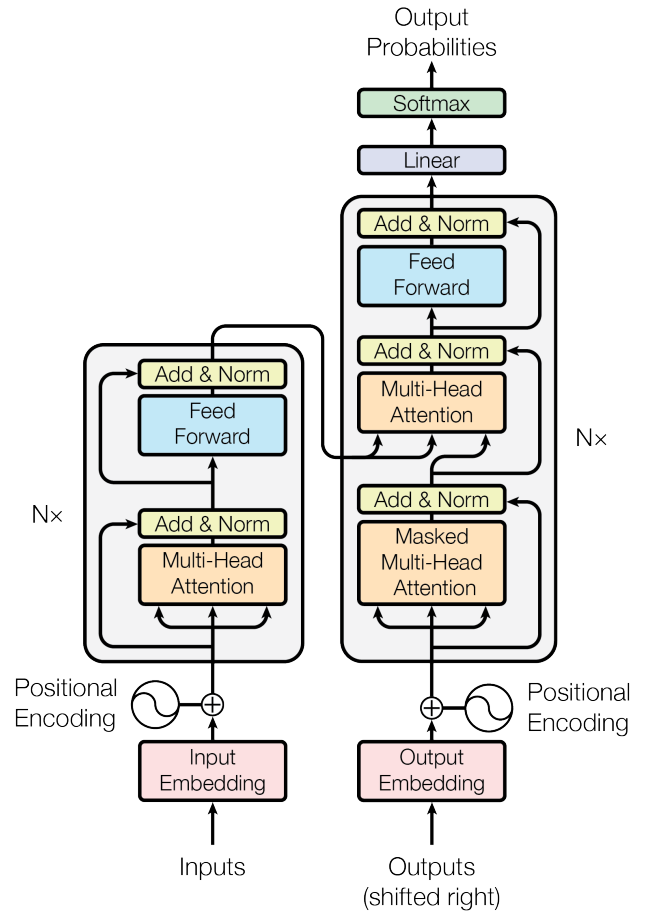 Output
Probabilities
Softmax
Linear
Add & Norm
Feed
Forward
Add & Norm
Multi-Head
Attention
Add & Norm
Masked
Multi-Head
Attention
Nx
Add & Norm
Feed
Forward
Add & Norm
Multi-Head
Attention
N×
Positional
Encoding
Positional
Encoding
Input
Embedding
Output
Embedding
Inputs
Outputs
(shifted right)